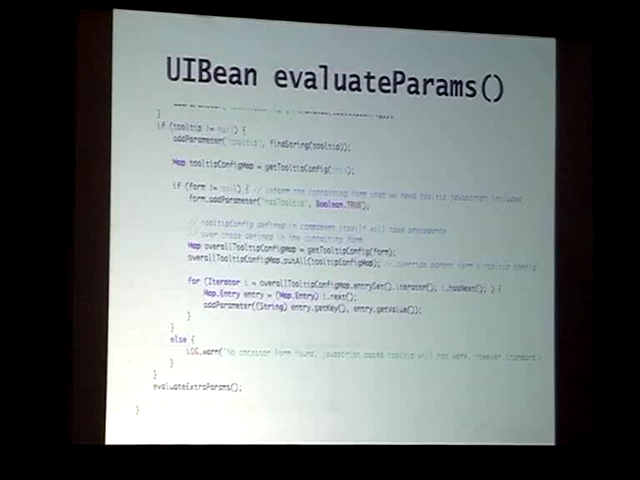 UIBean evaluateParams()
}
if (tooltip != null) {
addParameter("tooltip", findString(tooltip));
Map tooltipConfigMap = getTooltipConfig(this);
if (form != null) { // inform the containing form that we need tooltip javascript included
form.addParameter("hasTooltip", Boolean.TRUE);
// tooltipConfig defined in component itself will take precedence
// over those defined in the containing form
Map overallTooltipConfigMap = getTooltipConfig(form);
overallTooltipConfigMap.putAll(tooltipConfigMap); // override parent form's tooltip config
for (Iterator i = overallTooltipConfigMap.entrySet().iterator(); i.hasNext(); ) {
Map.Entry entry = (Map.Entry) i.next();
addParameter((String) entry.getKey(), entry.getValue());
}
}
else {
LOG.warn("No ancestor Form found, javascript based tooltip will not work, however standard
}
}
evaluateExtraParams();
}